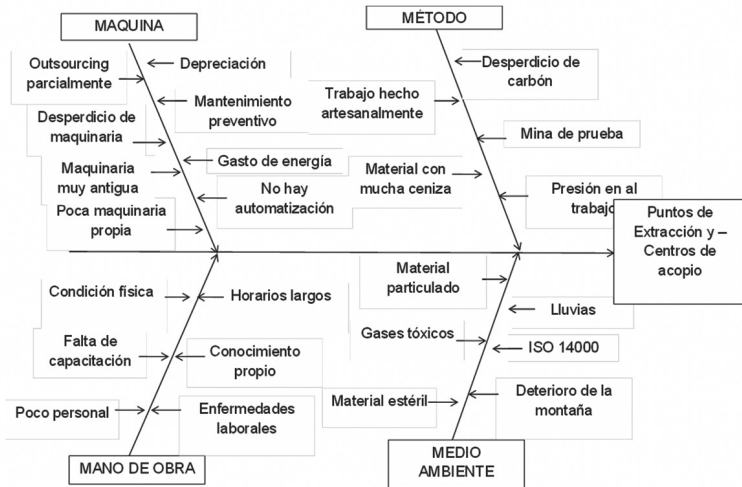 MAQUINA
MÉTODO
Outsourcing
parcialmente
Depreciación
Mantenimiento
preventivo
Desperdicio de
maquinaria
Gasto de energía
Maquinaria
muy antigua
No hay
automatización
Poca maquinaria
propia
Desperdicio de
carbón
Trabajo hecho
artesanalmente
Mina de prueba
Material con
mucha ceniza
Presión en al
trabajo
Puntos de
Extracción y –
Centros de
acopio
Condición física
Horarios largos
Falta de
capacitación
Conocimiento
propio
Poco personal
Enfermedades
laborales
Material
particulado
Lluvias
Gases tóxicos
ISO 14000
Material estéril
Deterioro de la
montaña
MANO DE OBRA
MEDIO
AMBIENTE